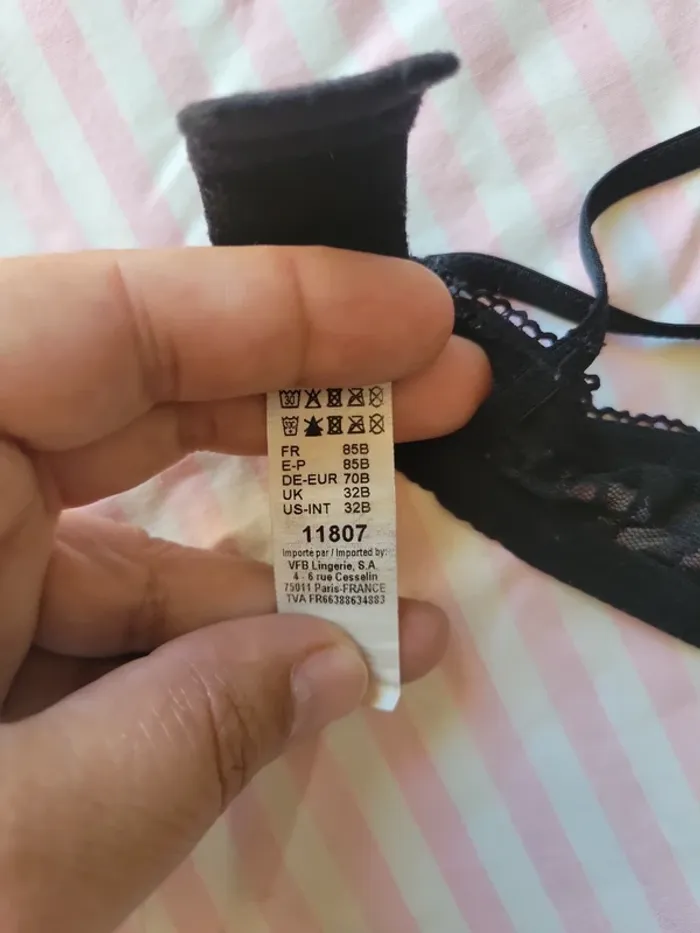 FR 85B
E-P 85B
DE-EUR 70B
UK 32B
US-INT 32B
11807
Importé par / Imported by:
VFB Lingerie, S.A.
4 - 6 rue Cesselin
75011 Paris-FRANCE
TVA FR66388634883